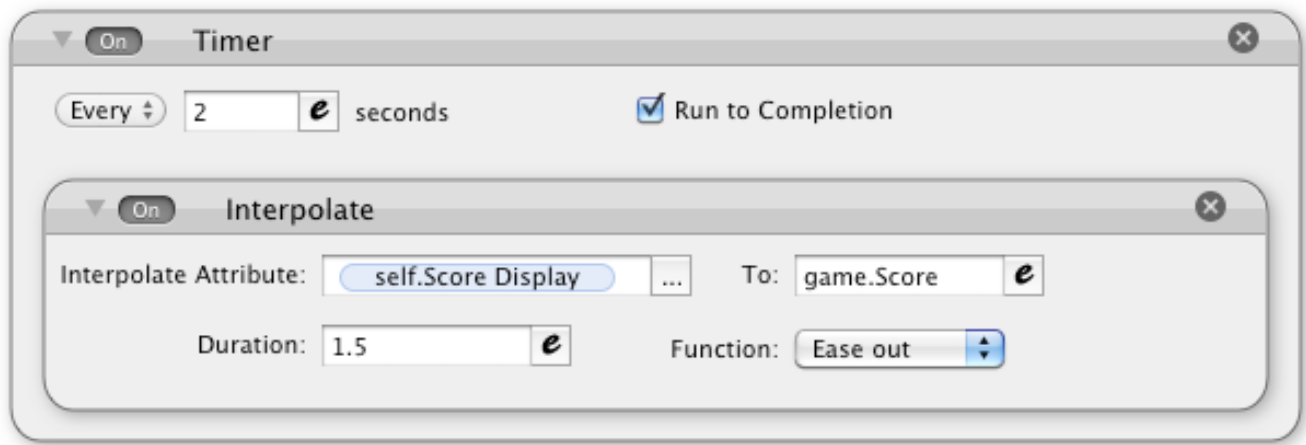 On Timer
Every 2 e seconds Run to Completion
On Interpolate
Interpolate Attribute: self.Score Display ... To: game.Score e
Duration: 1.5 e Function: Ease out